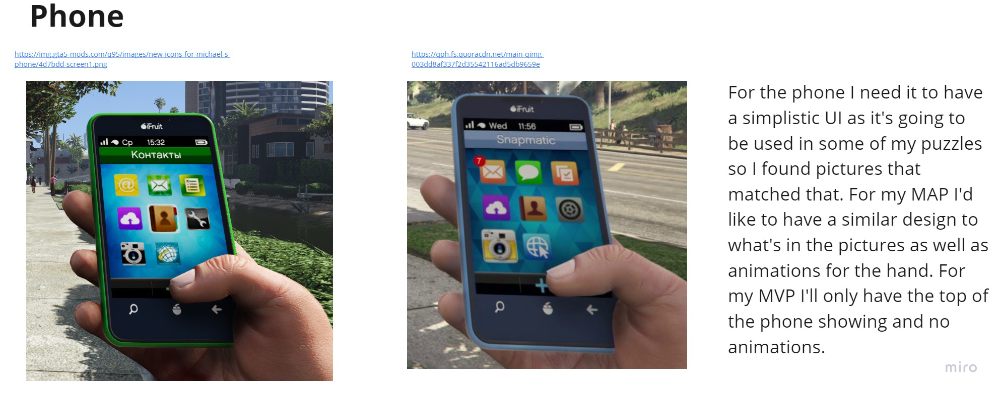 Phone
https://img.gta5-mods.com/q95/images/new-icons-for-michael-s-
phone/4d7bdd-screen1.png
https://qph.fs.quoracdn.net/main-qimg-
003dd8af337f2d35542116ad5db9659e
iFruit
Ср 15:32
Контакты
@
iFruit
Wed 11:56
Snapmatic
7
For the phone I need it to have
a simplistic UI as it's going to
be used in some of my puzzles
so I found pictures that
matched that. For my MAP I'd
like to have a similar design to
what's in the pictures as well as
animations for the hand. For
my MVP I'll only have the top of
the phone showing and no
animations.
miro